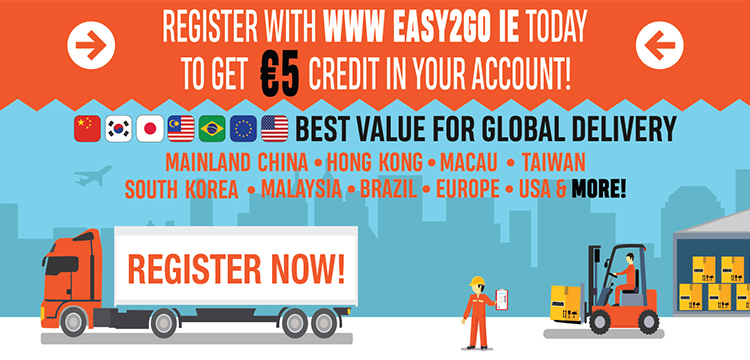 REGISTER WITH WWW EASY2GO IE TODAY
TO GET €5 CREDIT IN YOUR ACCOUNT!
BEST VALUE FOR GLOBAL DELIVERY
MAINLAND CHINA • HONG KONG • MACAU • TAIWAN
SOUTH KOREA • MALAYSIA • BRAZIL • EUROPE • USA & MORE!
REGISTER NOW!